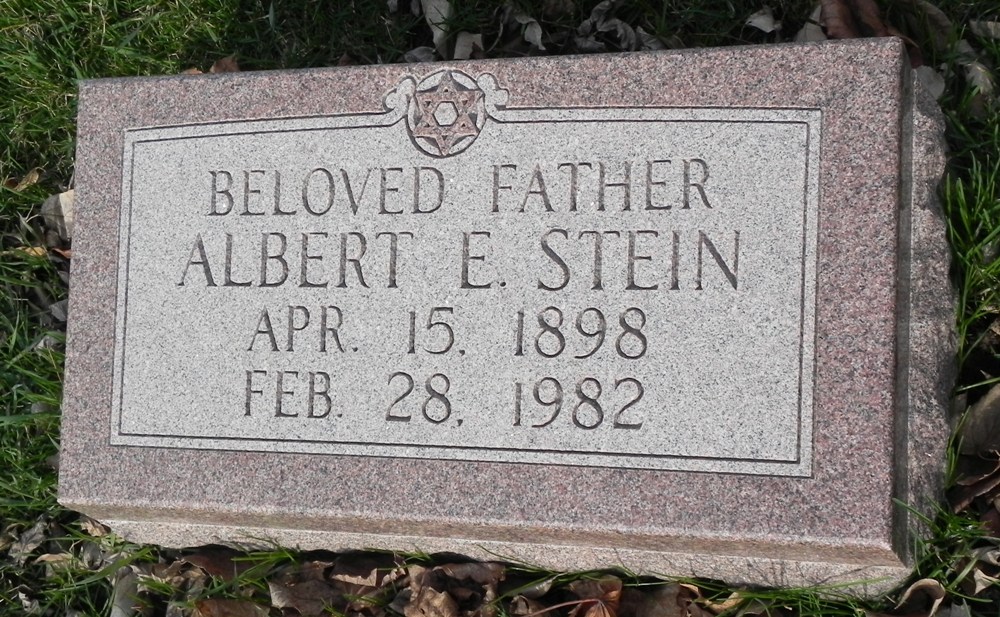 BELOVED FATHER
ALBERT E. STEIN
APR. 15, 1898
FEB. 28, 1982